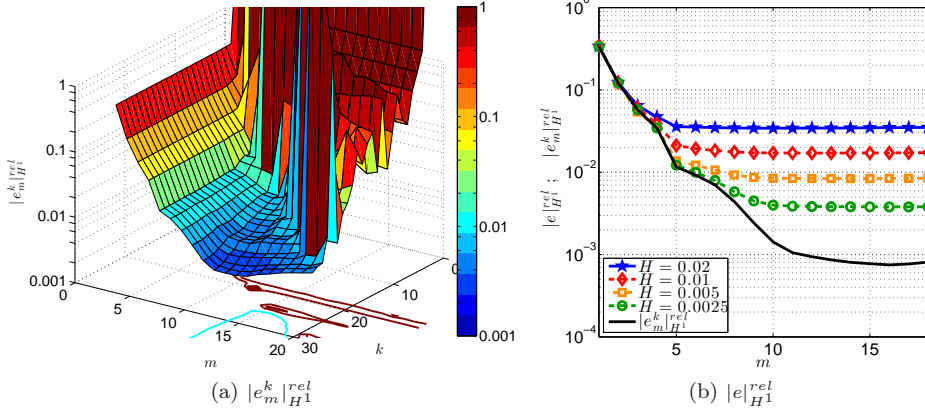 1
0.1
0.01
0.001
|e_m^k|_{H^1}^{rel}
0
5
10
15
20
m
30
20
10
0
k
1
0.1
0.01
0.001
(a) |e_m^k|_{H^1}^{rel}
10^0
10^{-1}
10^{-2}
10^{-3}
10^{-4}
|e|_{H^1}^{rel} ; |e_m^k|_{H^1}^{rel}
H = 0.02
H = 0.01
H = 0.005
H = 0.0025
|e_m^k|_{H^1}^{rel}
5
10
15
m
(b) |e|_{H^1}^{rel}